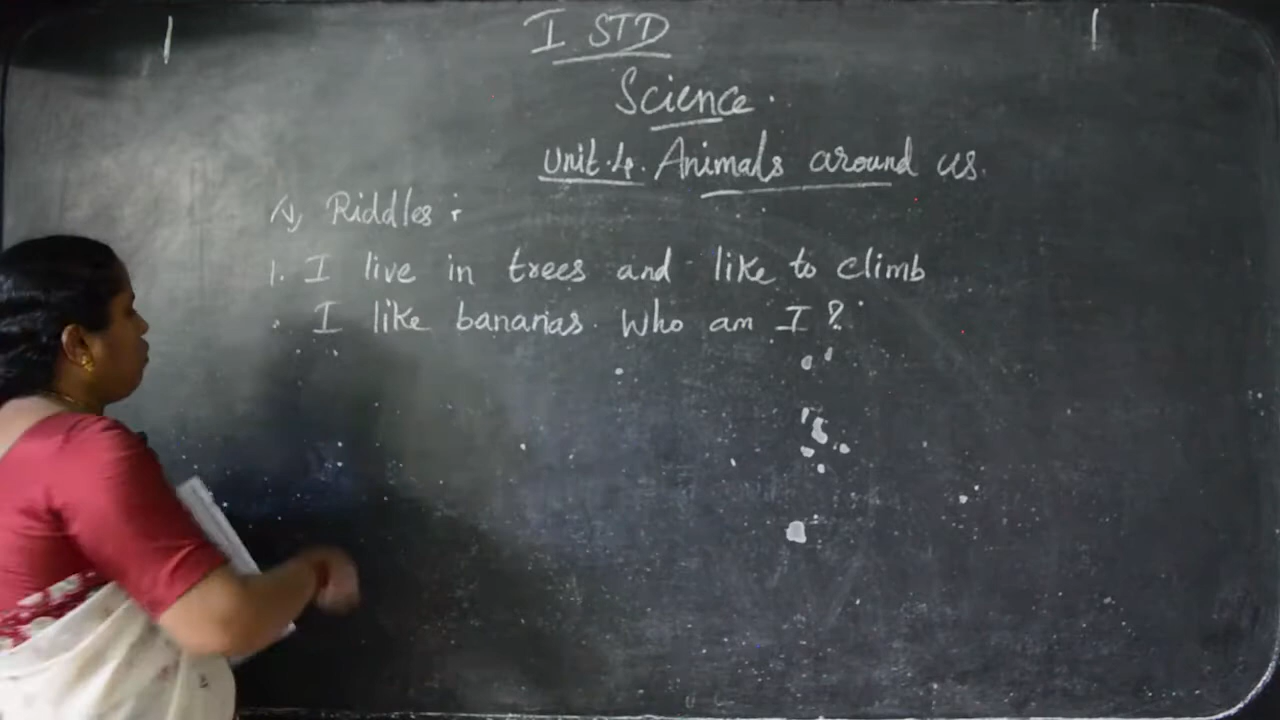 I STD
Science.
Unit.4. Animals around us.
A, Riddles:
1. I live in trees and like to climb
I like bananas. Who am I?